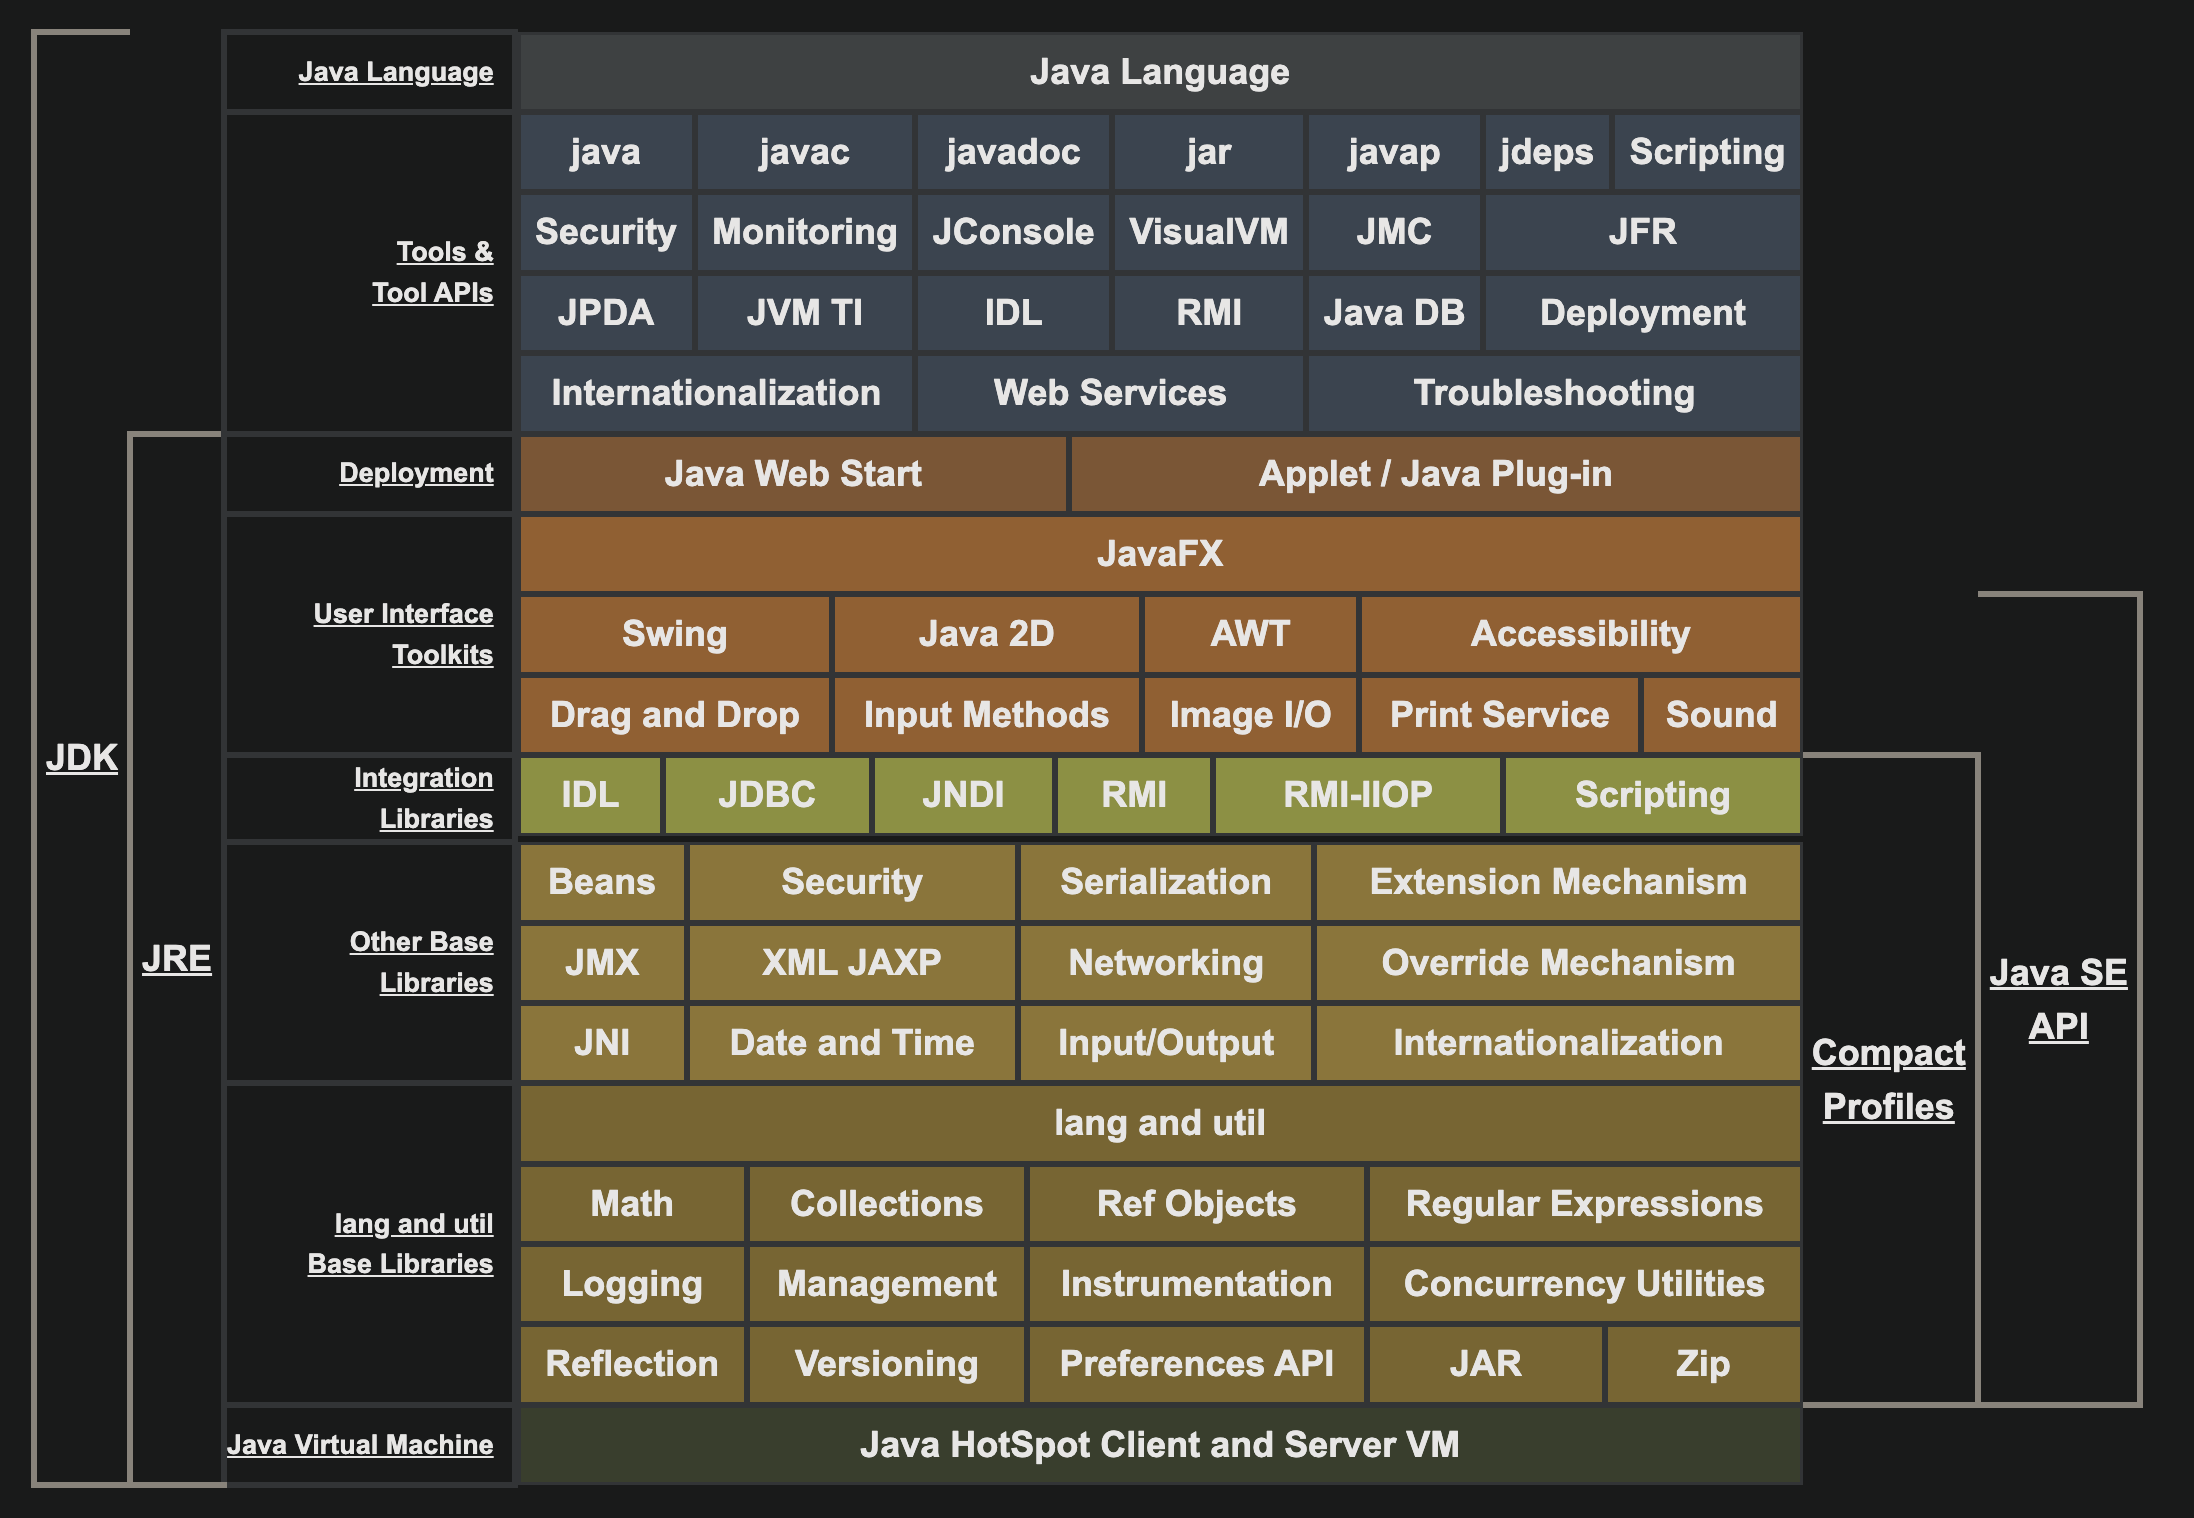 Java Language
Java Language
java
javac
javadoc
jar
javap
jdeps
Scripting
Tools &
Tool APIs
Security
Monitoring
JConsole
VisualVM
JMC
JFR
JPDA
JVM TI
IDL
RMI
Java DB
Deployment
Internationalization
Web Services
Troubleshooting
Deployment
Java Web Start
Applet / Java Plug-in
JavaFX
User Interface
Toolkits
Swing
Java 2D
AWT
Accessibility
Drag and Drop
Input Methods
Image I/O
Print Service
Sound
JDK
Integration
Libraries
IDL
JDBC
JNDI
RMI
RMI-IIOP
Scripting
JRE
Other Base
Libraries
Beans
Security
Serialization
Extension Mechanism
JMX
XML JAXP
Networking
Override Mechanism
JNI
Date and Time
Input/Output
Internationalization
Java SE
API
Compact
Profiles
lang and util
Base Libraries
lang and util
Math
Collections
Ref Objects
Regular Expressions
Logging
Management
Instrumentation
Concurrency Utilities
Reflection
Versioning
Preferences API
JAR
Zip
Java Virtual Machine
Java HotSpot Client and Server VM